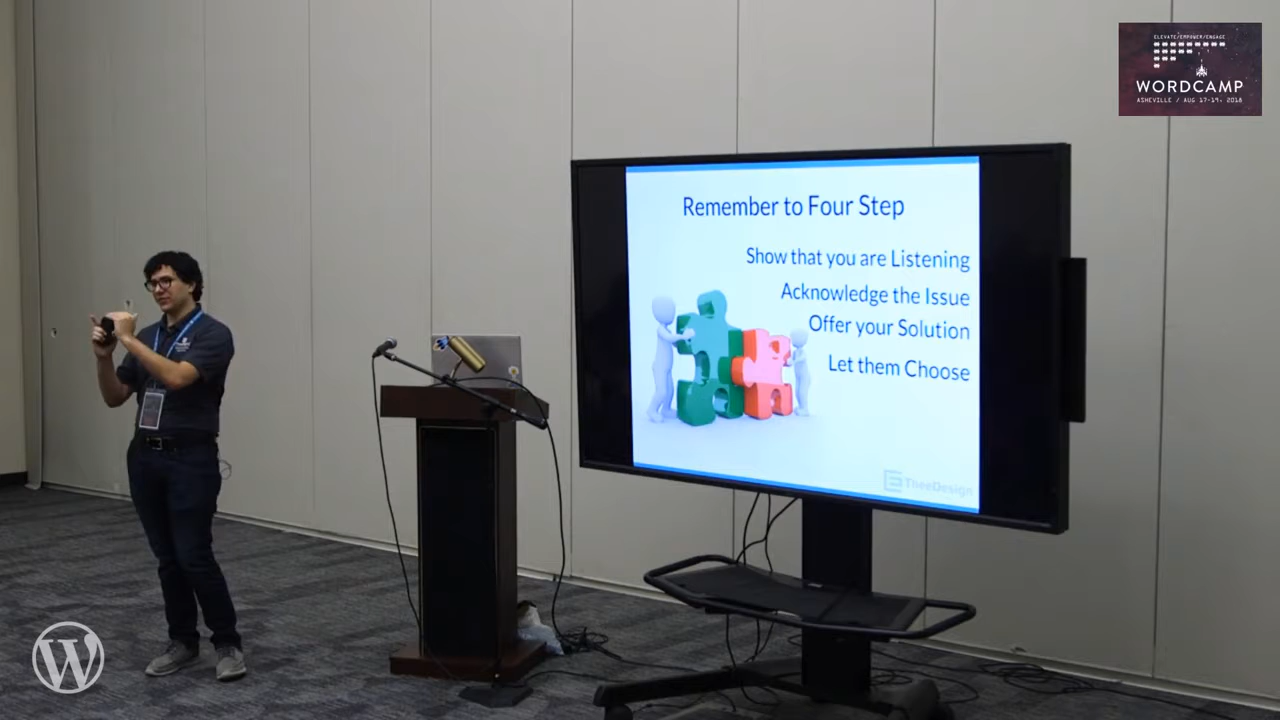 ELEVATE/EMPOWER/ENGAGE
WORDCAMP
ASHEVILLE / AUG 17-19, 2018
Remember to Four Step
Show that you are Listening
Acknowledge the Issue
Offer your Solution
Let them Choose
TheeDesign
W